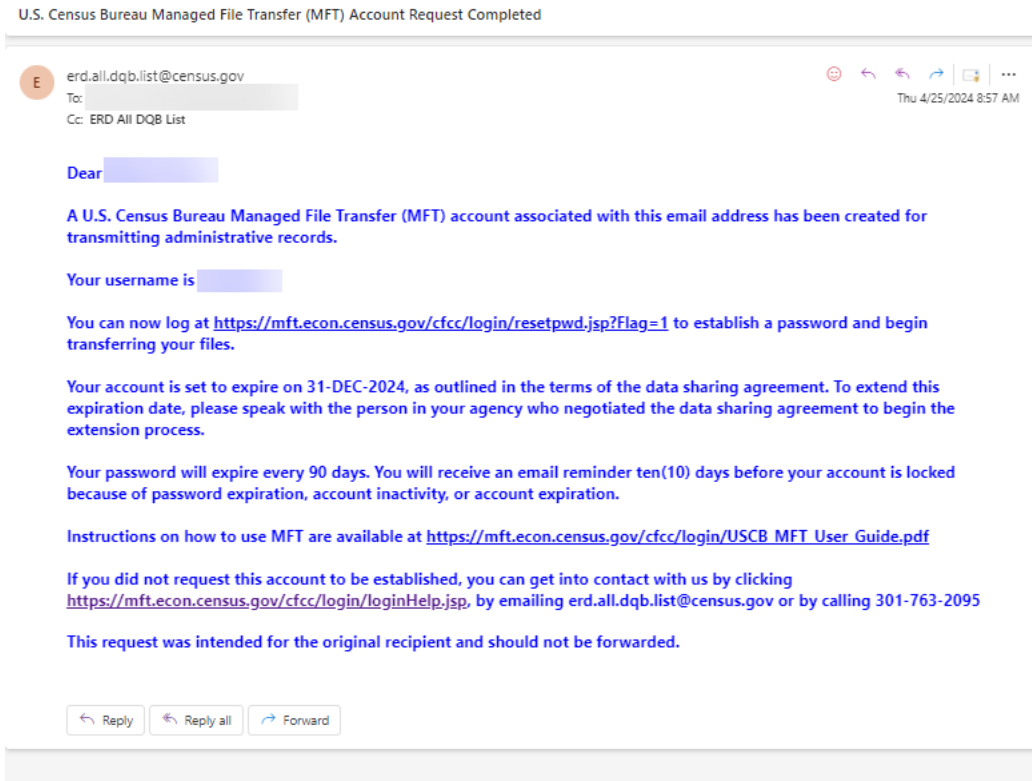 U.S. Census Bureau Managed File Transfer (MFT) Account Request Completed
E
erd.all.dqb.list@census.gov
To:
Cc: ERD All DQB List
Thu 4/25/2024 8:57 AM
Dear
A U.S. Census Bureau Managed File Transfer (MFT) account associated with this email address has been created for
transmitting administrative records.
Your username is
You can now log at https://mft.econ.census.gov/cfcc/login/resetpwd.jsp?Flag=1 to establish a password and begin
transferring your files.
Your account is set to expire on 31-DEC-2024, as outlined in the terms of the data sharing agreement. To extend this
expiration date, please speak with the person in your agency who negotiated the data sharing agreement to begin the
extension process.
Your password will expire every 90 days. You will receive an email reminder ten(10) days before your account is locked
because of password expiration, account inactivity, or account expiration.
Instructions on how to use MFT are available at https://mft.econ.census.gov/cfcc/login/USCB_MFT_User_Guide.pdf
If you did not request this account to be established, you can get into contact with us by clicking
https://mft.econ.census.gov/cfcc/login/loginHelp.jsp, by emailing erd.all.dqb.list@census.gov or by calling 301-763-2095
This request was intended for the original recipient and should not be forwarded.
Reply
Reply all
Forward